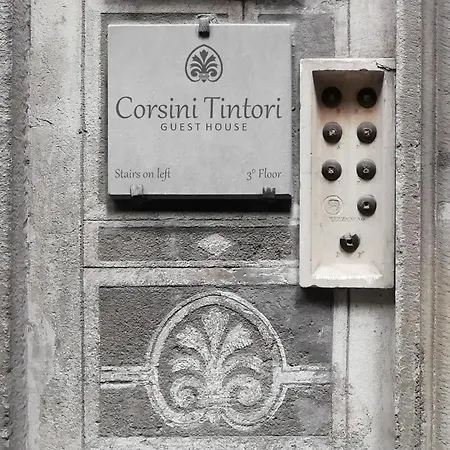 Corsini Tintori
GUEST HOUSE
Stairs on left 3° Floor